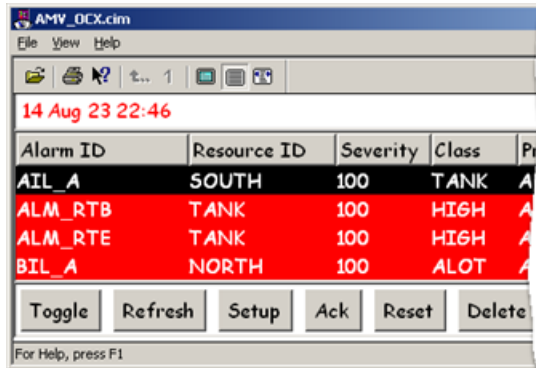 AMV_OCX.cim
File View Help
1
14 Aug 23 22:46
Alarm ID Resource ID Severity Class
AIL_A SOUTH 100 TANK A
ALM_RTB TANK 100 HIGH A
ALM_RTE TANK 100 HIGH A
BIL_A NORTH 100 ALOT A
Toggle Refresh Setup Ack Reset Delete
For Help, press F1